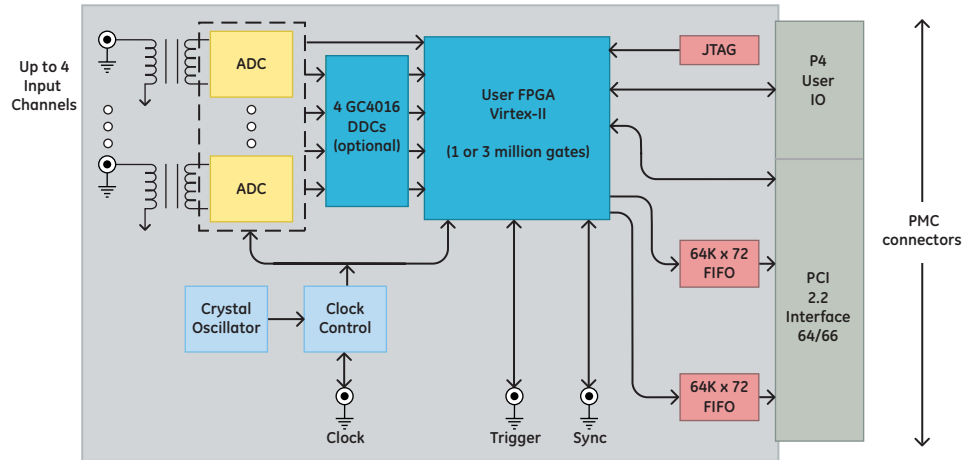 Up to 4
Input
Channels
ADC
ADC
4 GC4016
DDCs
(optional)
User FPGA
Virtex-II
(1 or 3 million gates)
JTAG
P4
User
IO
PMC
connectors
64K x 72
FIFO
PCI
2.2
Interface
64/66
Crystal
Oscillator
Clock
Control
64K x 72
FIFO
Clock
Trigger
Sync